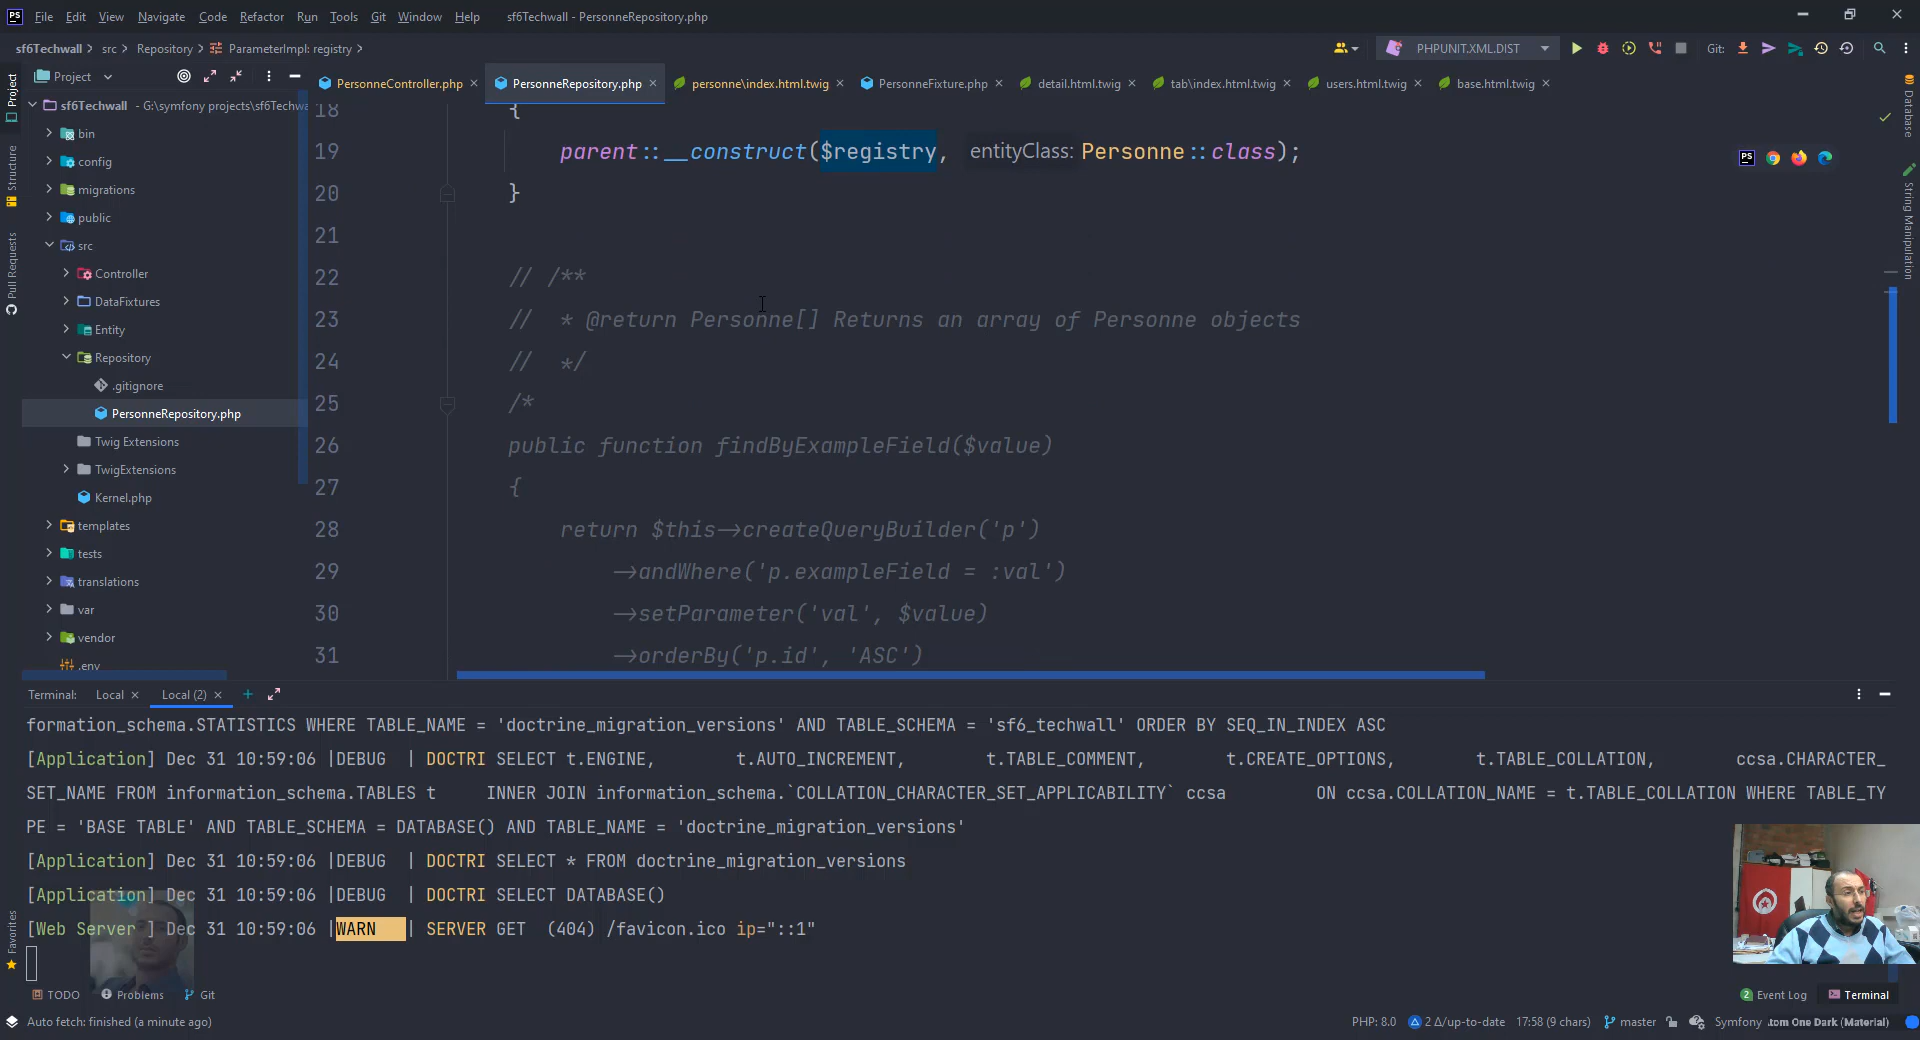 PS File Edit View Navigate Code Refactor Run Tools Git Window Help sf6Techwall - PersonneRepository.php
sf6Techwall src Repository ParameterImpl: registry PHPUNIT.XML.DIST Git:
Project
PersonneController.php PersonneRepository.php personne\index.html.twig PersonneFixture.php detail.html.twig tab\index.html.twig users.html.twig base.html.twig
sf6Techwall - G:\symfony projects\sf6Techwa
bin
config
migrations
public
src
Controller
DataFixtures
Entity
Repository
.gitignore
PersonneRepository.php
Twig Extensions
TwigExtensions
Kernel.php
templates
tests
translations
var
vendor
.env
Project
Structure
Pull Requests
Favorites
Database
String Manipulation
PS
18 {
19 parent::__construct($registry, entityClass: Personne::class);
20 }
21
22 // /**
23 // * @return Personne[] Returns an array of Personne objects
24 // */
25 /*
26 public function findByExampleField($value)
27 {
28 return $this->createQueryBuilder('p')
29 ->andWhere('p.exampleField = :val')
30 ->setParameter('val', $value)
31 ->orderBy('p.id', 'ASC')
Terminal: Local Local (2)
formation_schema.STATISTICS WHERE TABLE_NAME = 'doctrine_migration_versions' AND TABLE_SCHEMA = 'sf6_techwall' ORDER BY SEQ_IN_INDEX ASC
[Application] Dec 31 10:59:06 |DEBUG | DOCTRI SELECT t.ENGINE, t.AUTO_INCREMENT, t.TABLE_COMMENT, t.CREATE_OPTIONS, t.TABLE_COLLATION, ccsa.CHARACTER_
SET_NAME FROM information_schema.TABLES t INNER JOIN information_schema.`COLLATION_CHARACTER_SET_APPLICABILITY` ccsa ON ccsa.COLLATION_NAME = t.TABLE_COLLATION WHERE TABLE_TY
PE = 'BASE TABLE' AND TABLE_SCHEMA = DATABASE() AND TABLE_NAME = 'doctrine_migration_versions'
[Application] Dec 31 10:59:06 |DEBUG | DOCTRI SELECT * FROM doctrine_migration_versions
[Application] Dec 31 10:59:06 |DEBUG | DOCTRI SELECT DATABASE()
[Web Server ] Dec 31 10:59:06 |WARN | SERVER GET (404) /favicon.ico ip="::1"
TODO Problems Git 2 Event Log Terminal
Auto fetch: finished (a minute ago) PHP: 8.0 2 Δ/up-to-date 17:58 (9 chars) master Symfony .tom One Dark (Material)